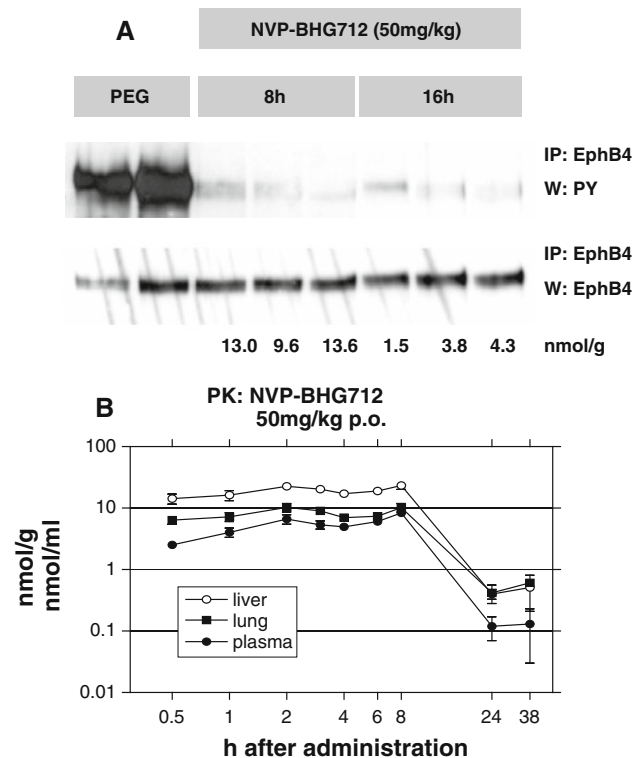 A
NVP-BHG712 (50mg/kg)
PEG 8h 16h
IP: EphB4
W: PY
IP: EphB4
W: EphB4
13.0 9.6 13.6 1.5 3.8 4.3 nmol/g
B
PK: NVP-BHG712
50mg/kg p.o.
nmol/g
nmol/ml
100
10
1
0.1
0.01
liver
lung
plasma
0.5 1 2 4 6 8 24 38
h after administration